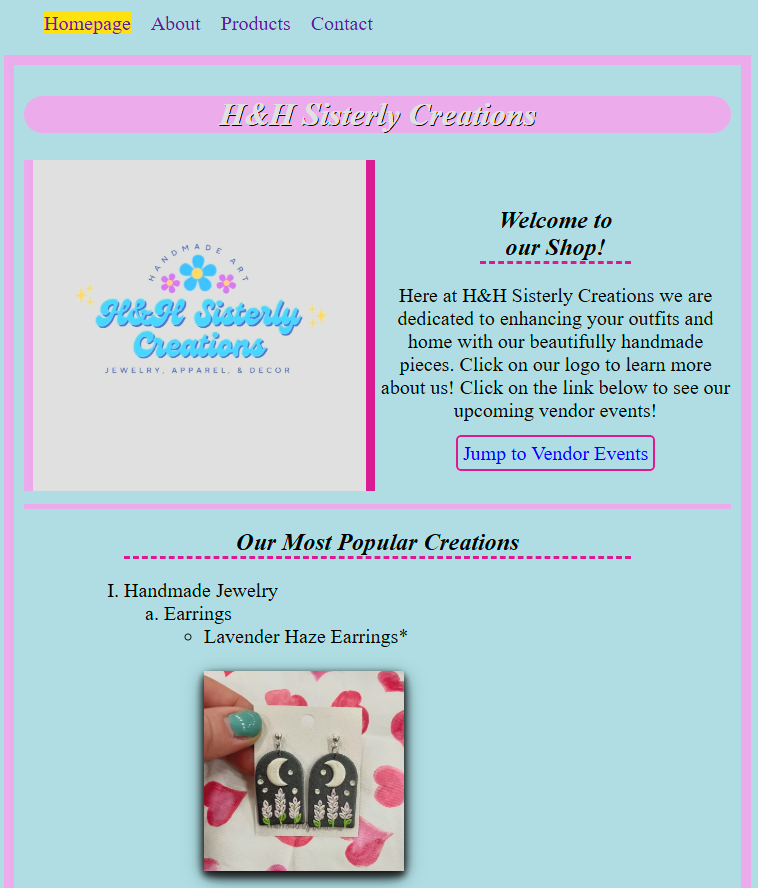 Homepage About Products Contact
H&H Sisterly Creations
HANDMADE ART
H&H Sisterly
Creations
JEWELRY, APPAREL, & DECOR
Welcome to
our Shop!
Here at H&H Sisterly Creations we are
dedicated to enhancing your outfits and
home with our beautifully handmade
pieces. Click on our logo to learn more
about us! Click on the link below to see our
upcoming vendor events!
Jump to Vendor Events
Our Most Popular Creations
I. Handmade Jewelry
a. Earrings
Lavender Haze Earrings*